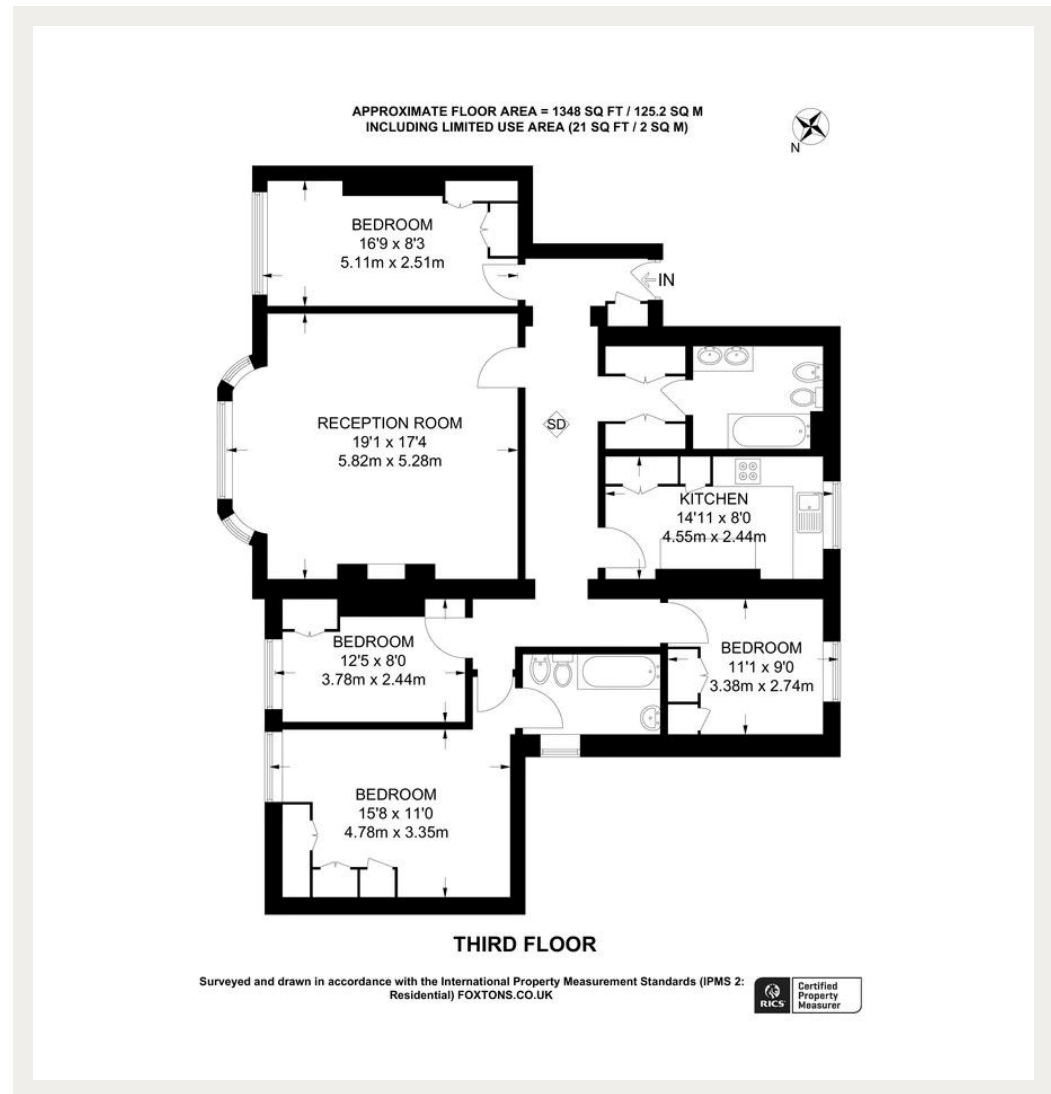 APPROXIMATE FLOOR AREA = 1348 SQ FT / 125.2 SQ M
INCLUDING LIMITED USE AREA (21 SQ FT / 2 SQ M)
N
BEDROOM
16'9 x 8'3
5.11m x 2.51m
IN
RECEPTION ROOM
19'1 x 17'4
5.82m x 5.28m
SD
KITCHEN
14'11 x 8'0
4.55m x 2.44m
BEDROOM
12'5 x 8'0
3.78m x 2.44m
BEDROOM
11'1 x 9'0
3.38m x 2.74m
BEDROOM
15'8 x 11'0
4.78m x 3.35m
THIRD FLOOR
Surveyed and drawn in accordance with the International Property Measurement Standards (IPMS 2:
Residential) FOXTONS.CO.UK
RICS
Certified
Property
Measurer